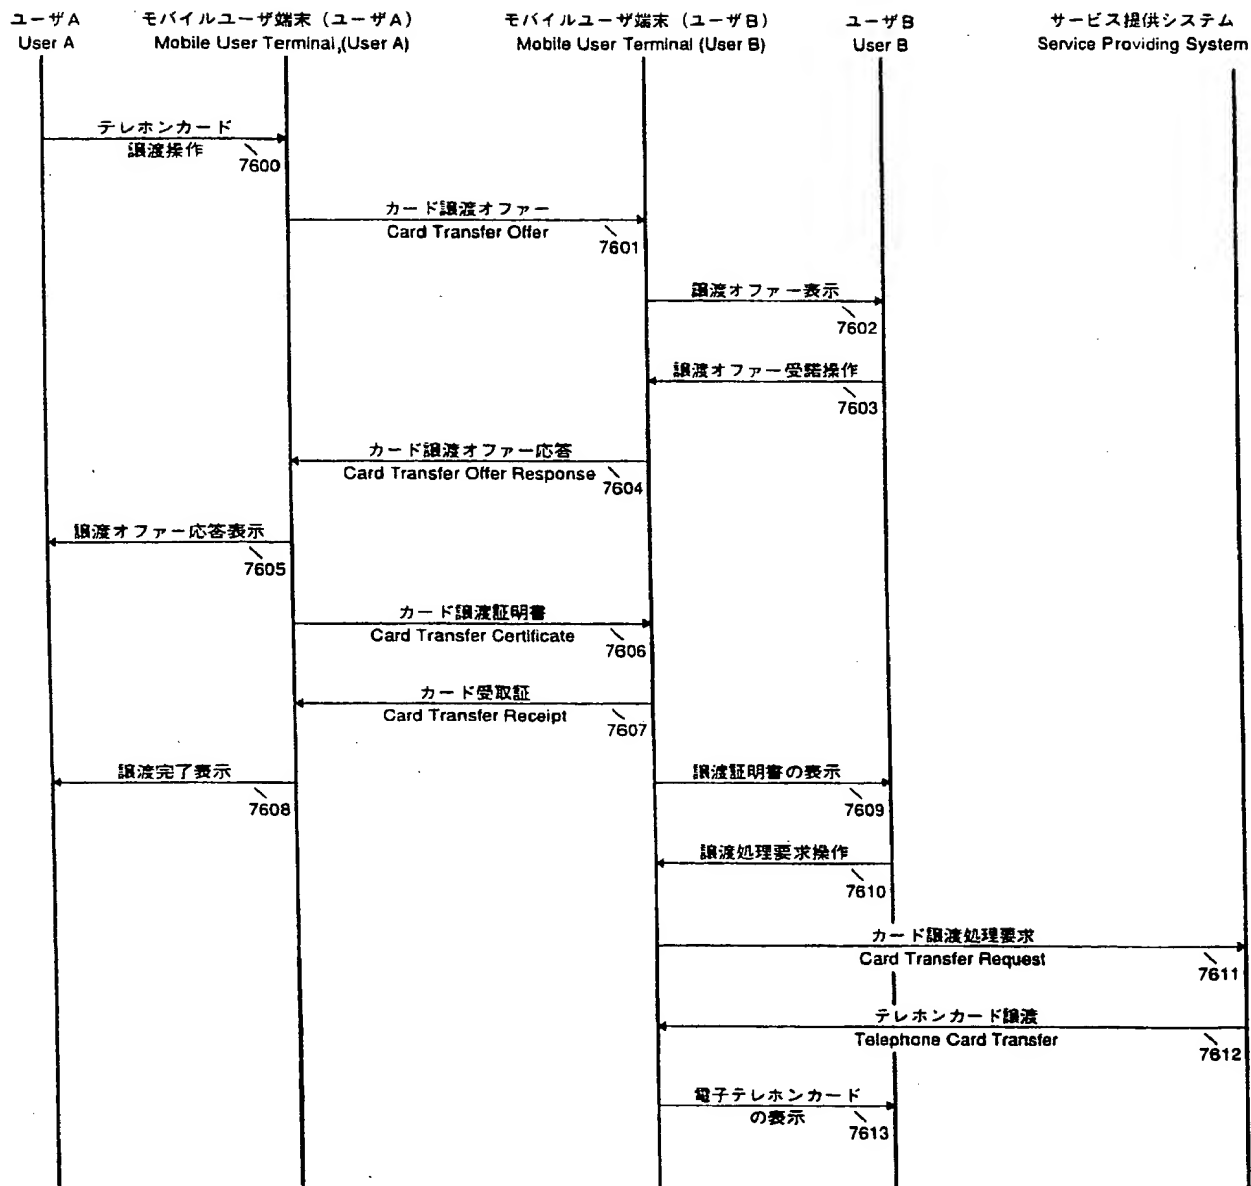 ユーザA
User A
モバイルユーザ端末（ユーザA）
Mobile User Terminal,(User A)
モバイルユーザ端末（ユーザB）
Mobile User Terminal (User B)
ユーザB
User B
サービス提供システム
Service Providing System
テレホンカード
譲渡操作
7600
カード譲渡オファー
Card Transfer Offer
7601
譲渡オファー表示
7602
譲渡オファー受諾操作
7603
カード譲渡オファー応答
Card Transfer Offer Response
7604
譲渡オファー応答表示
7605
カード譲渡証明書
Card Transfer Certificate
7606
カード受取証
Card Transfer Receipt
7607
譲渡完了表示
7608
譲渡証明書の表示
7609
譲渡処理要求操作
7610
カード譲渡処理要求
Card Transfer Request
7611
テレホンカード譲渡
Telephone Card Transfer
7612
電子テレホンカード
の表示
7613